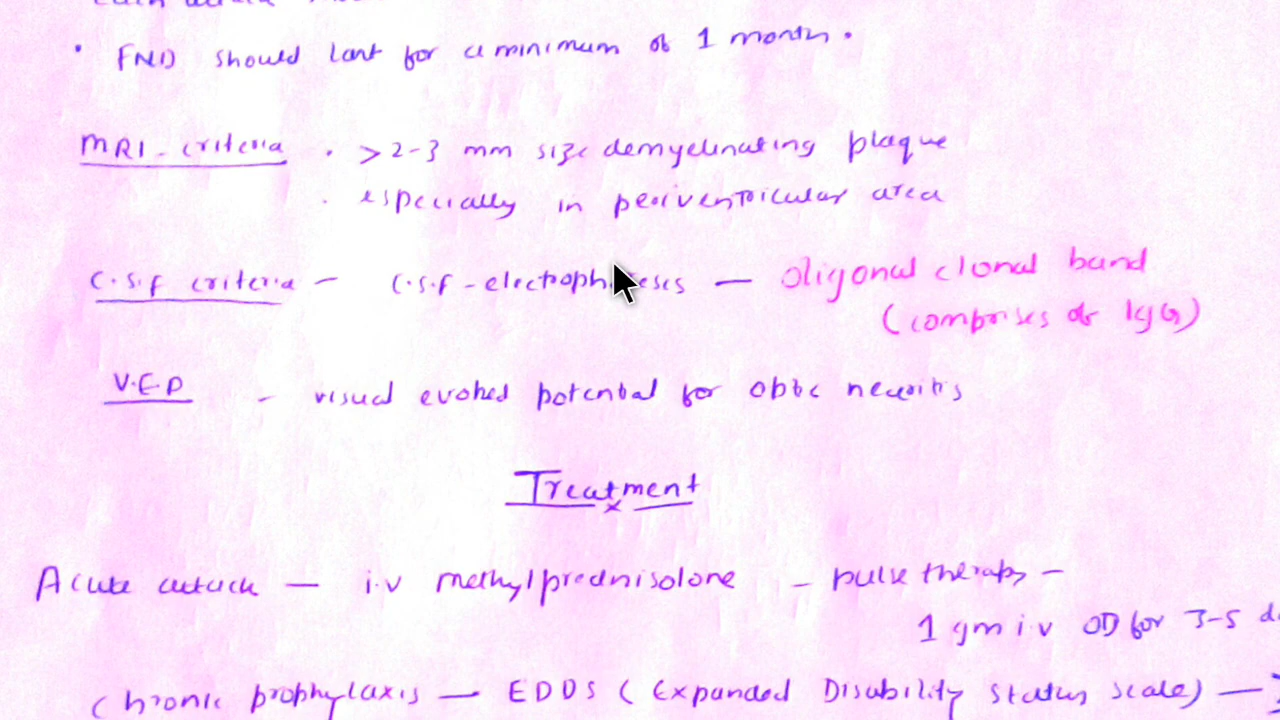 • FND should last for a minimum of 1 month.
MRI - criteria . >2-3 mm size demyelinating plaque
. especially in periventricular area
C.S.f criteria — C.S.f - electroph eses — oligonal clonal band
(comprises of IgG)
V.E.P - visual evoked potential for optic neuritis
Treatment
Acute attack — i.v methylprednisolone - pulse therapy -
1 gm i.v OD for 3-5 d
Chronic prophylaxis — EDDS (Expanded Disability status scale) —